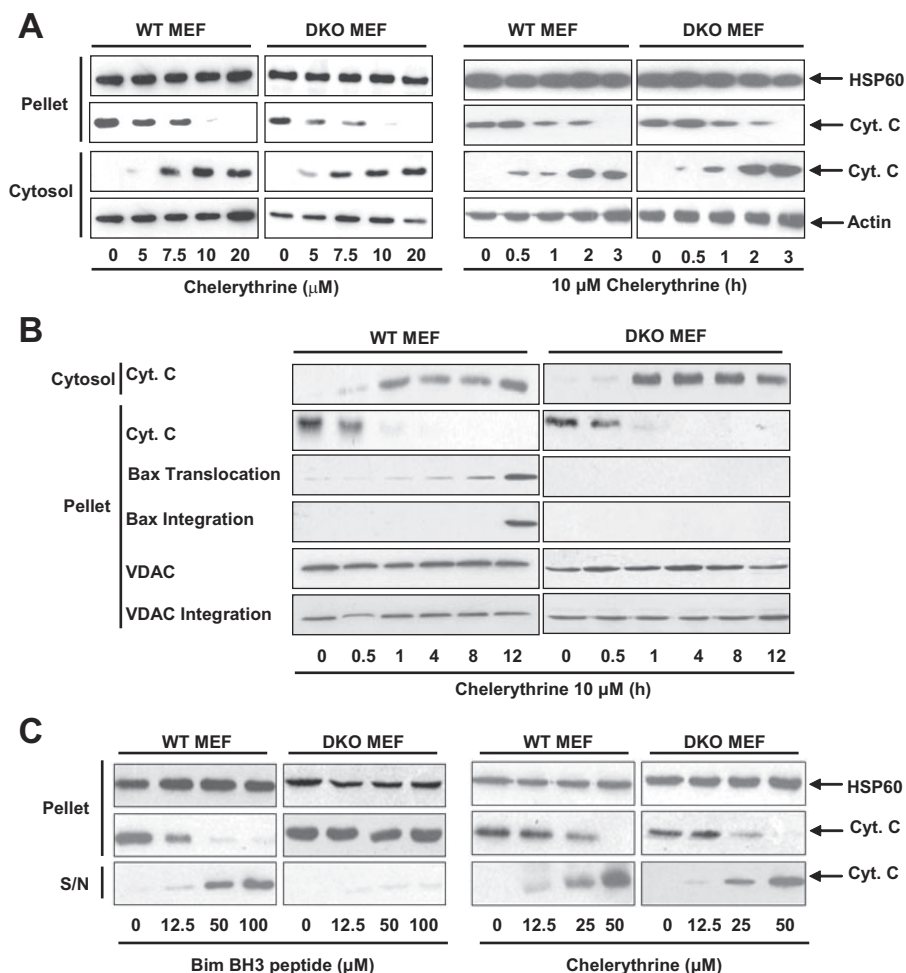 A
WT MEF DKO MEF WT MEF DKO MEF
Pellet
HSP60
Cyt. C
Cytosol
Cyt. C
Actin
0 5 7.5 10 20 0 5 7.5 10 20 0 0.5 1 2 3 0 0.5 1 2 3
Chelerythrine (μM) 10 μM Chelerythrine (h)
B
WT MEF DKO MEF
Cytosol Cyt. C
Pellet
Cyt. C
Bax Translocation
Bax Integration
VDAC
VDAC Integration
0 0.5 1 4 8 12 0 0.5 1 4 8 12
Chelerythrine 10 μM (h)
C
WT MEF DKO MEF WT MEF DKO MEF
Pellet
HSP60
Cyt. C
S/N
Cyt. C
0 12.5 50 100 0 12.5 50 100 0 12.5 25 50 0 12.5 25 50
Bim BH3 peptide (μM) Chelerythrine (μM)